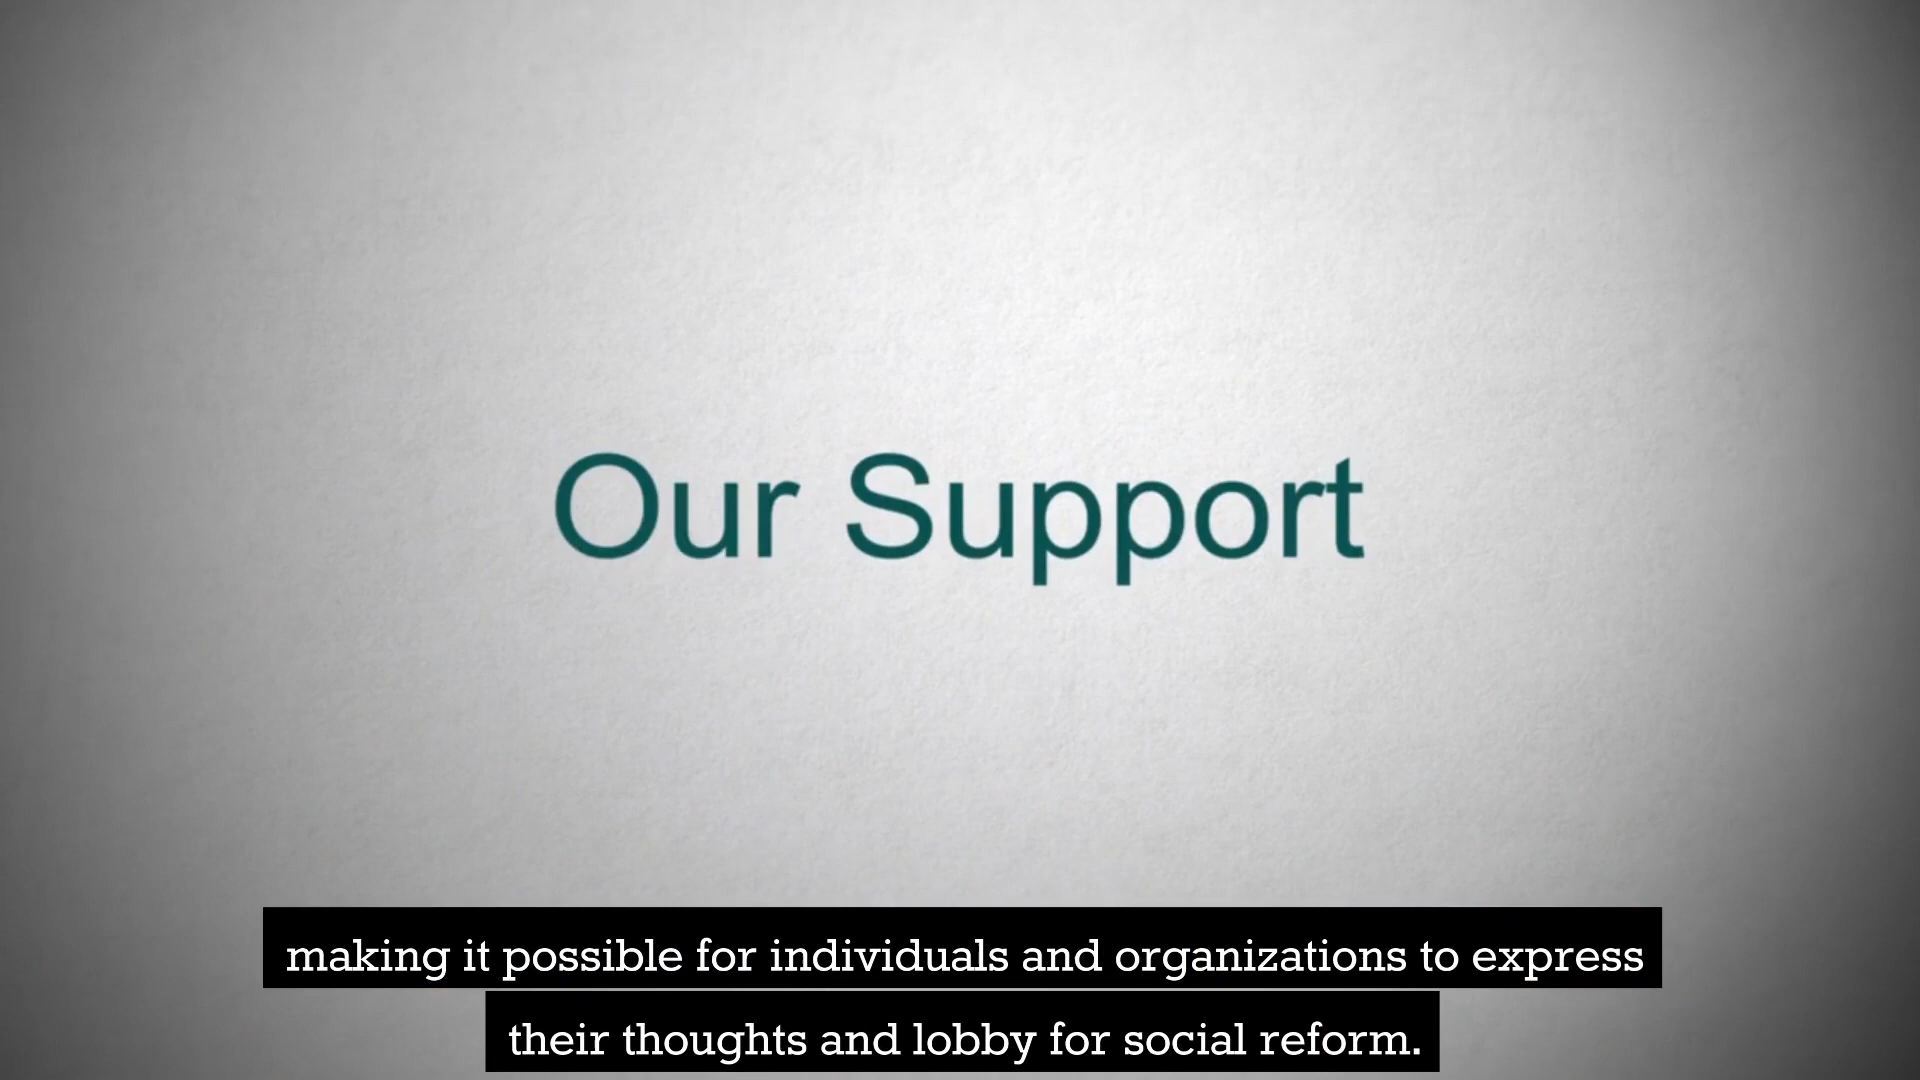 Our Support
making it possible for individuals and organizations to express
their thoughts and lobby for social reform.